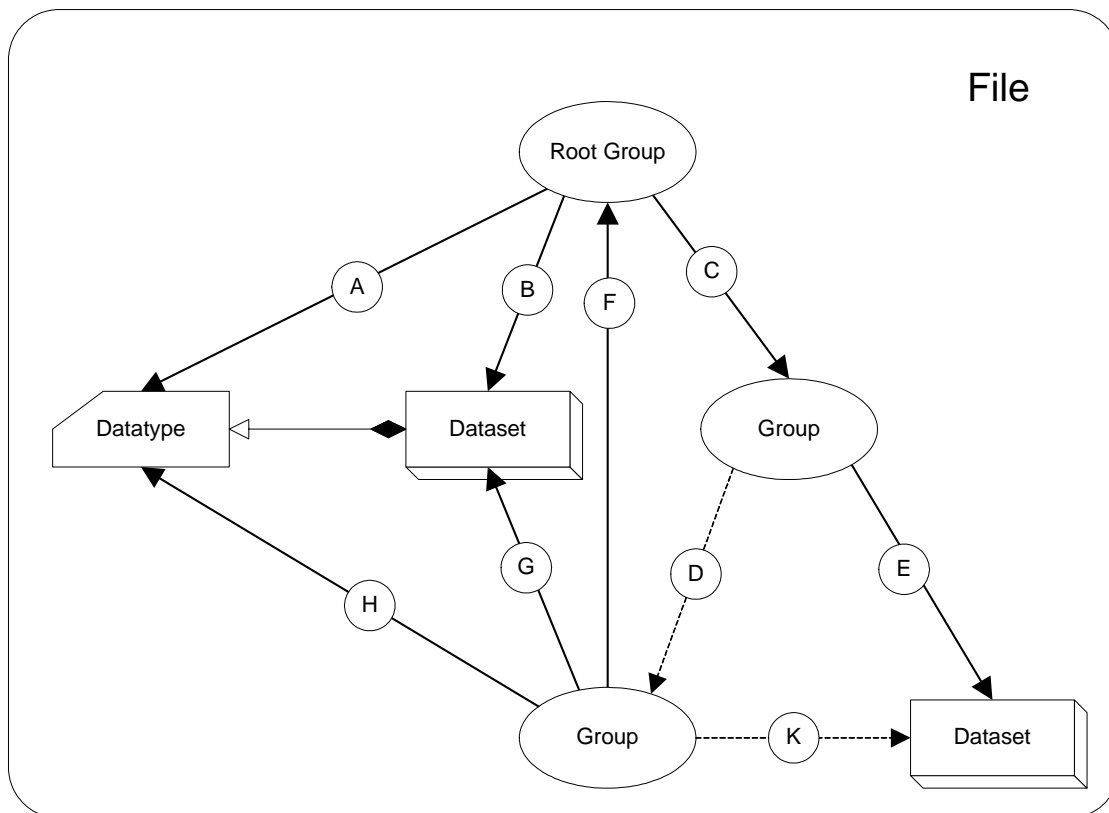 File
Root Group
A
B
F
C
Datatype
Dataset
Group
H
G
D
E
Group
K
Dataset